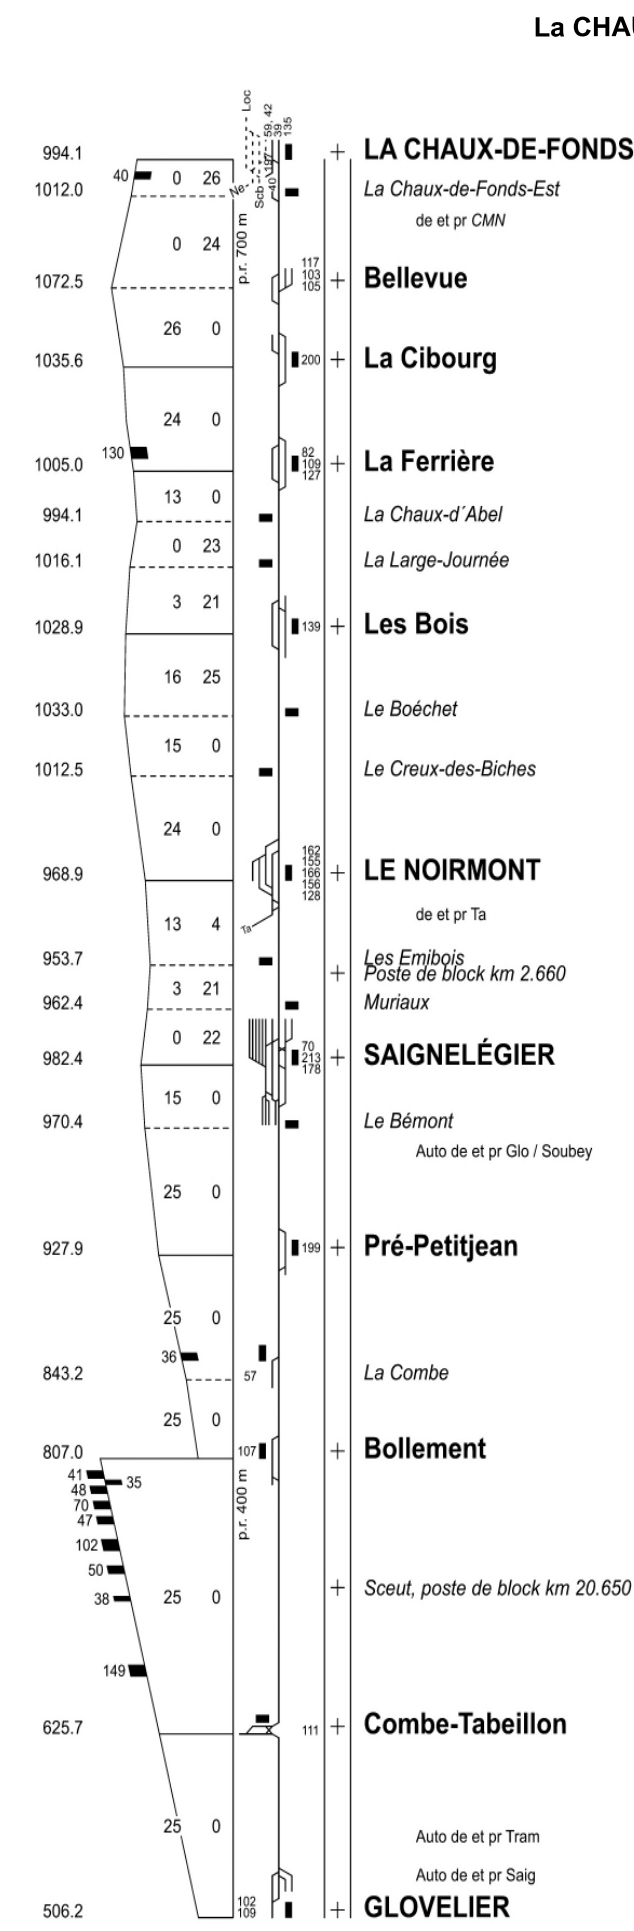 La CHAU
Loc
59, 42
39
135
197
40
Ne
Scb
994.1 + LA CHAUX-DE-FONDS
40 0 26
1012.0 La Chaux-de-Fonds-Est
de et pr CMN
p.r. 700 m
0 24
117
103
1072.5 105 + Bellevue
26 0
1035.6 200 + La Cibourg
24 0
130 82
1005.0 109 + La Ferrière
127
13 0
994.1 La Chaux-d´Abel
0 23
1016.1 La Large-Journée
3 21
1028.9 139 + Les Bois
16 25
1033.0 Le Boéchet
15 0
1012.5 Le Creux-des-Biches
24 0
162
155
968.9 166 + LE NOIRMONT
156
128
13 4 de et pr Ta
Ta
953.7 Les Emibois
+ Poste de block km 2.660
3 21
962.4 Muriaux
0 22
70
982.4 213 + SAIGNELÉGIER
178
15 0
970.4 Le Bémont
Auto de et pr Glo / Soubey
25 0
927.9 199 + Pré-Petitjean
25 0
36
843.2 57 La Combe
25 0
807.0 107 + Bollement
p.r. 400 m
41
35
48
70
47
102
50
25 0 + Sceut, poste de block km 20.650
38
149
625.7 111 + Combe-Tabeillon
25 0
Auto de et pr Tram
Auto de et pr Saig
102
506.2 109 + GLOVELIER